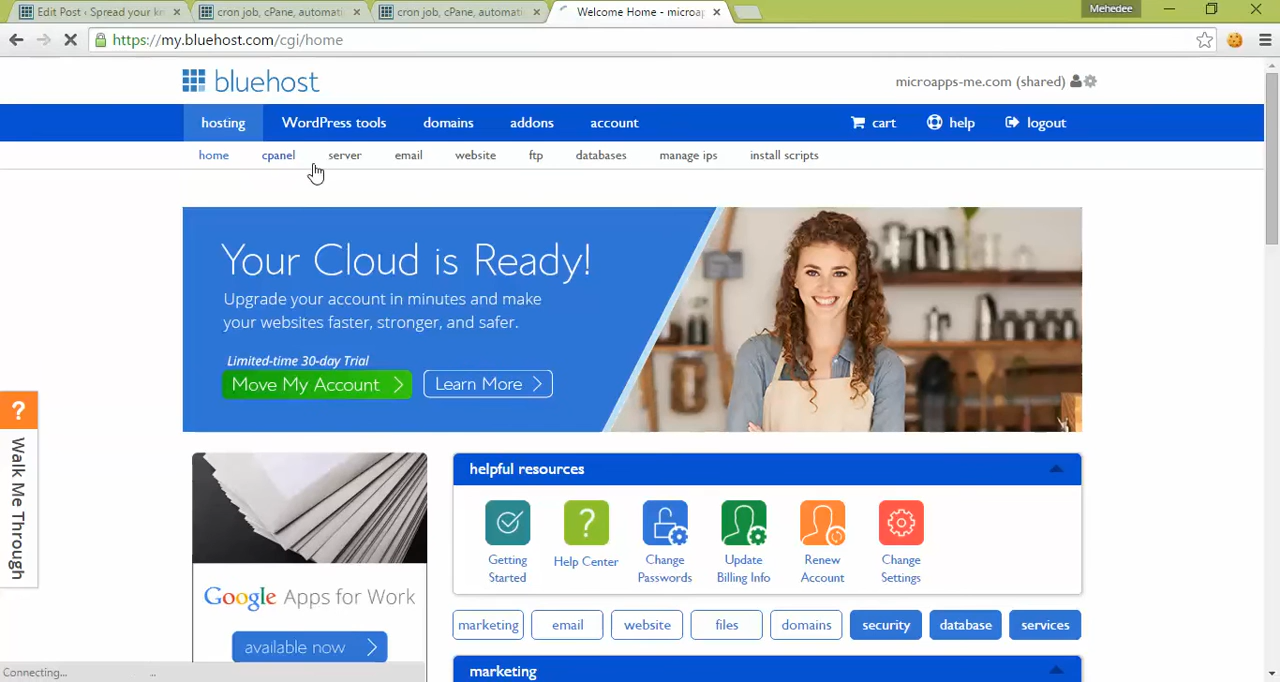 Edit Post ‹ Spread your kn
cron job, cPane, automati
cron job, cPane, automati
Welcome Home - microap
Mehedee
https://my.bluehost.com/cgi/home
bluehost
microapps-me.com (shared)
hosting
WordPress tools
domains
addons
account
cart
help
logout
home
cpanel
server
email
website
ftp
databases
manage ips
install scripts
Your Cloud is Ready!
Upgrade your account in minutes and make
your websites faster, stronger, and safer.
Limited-time 30-day Trial
Move My Account
Learn More
?
Walk Me Through
Google Apps for Work
available now
helpful resources
Getting
Started
?
Help Center
Change
Passwords
Update
Billing Info
Renew
Account
Change
Settings
marketing
email
website
files
domains
security
database
services
marketing
Connecting...